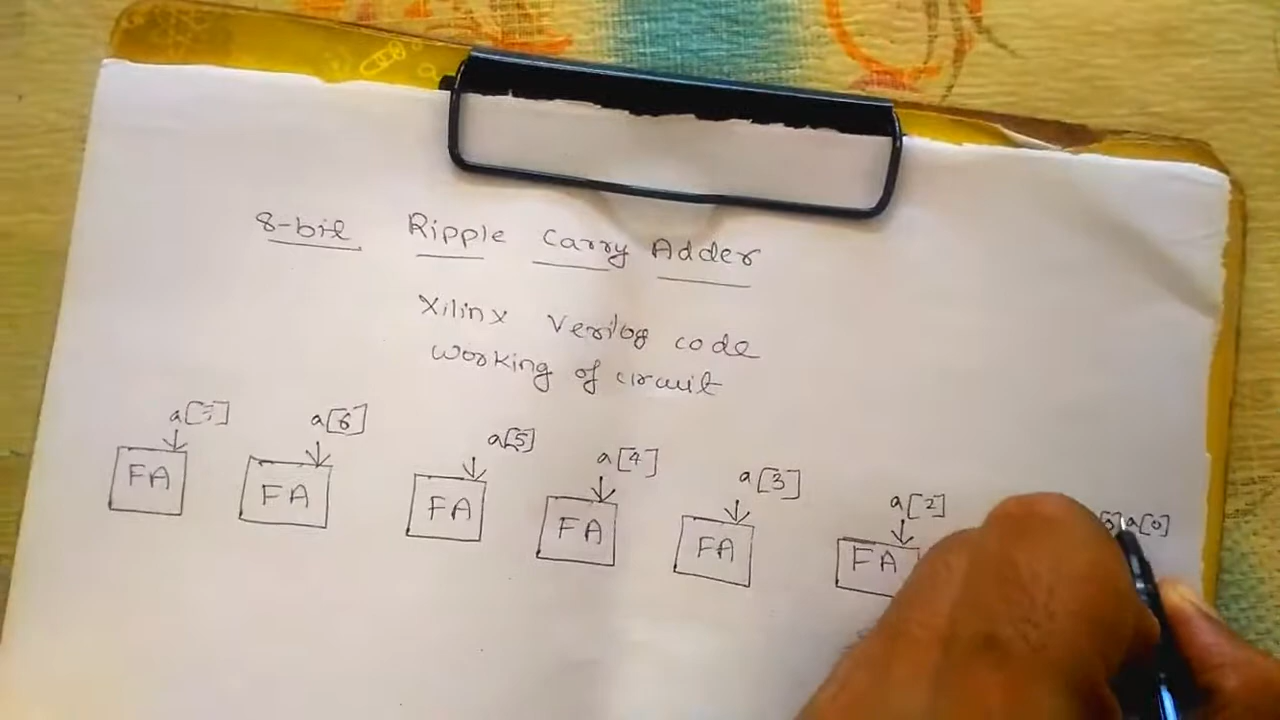 8-bit Ripple Carry Adder
Xilinx Verilog code
Working of circuit
a[7] a[6] a[5] a[4] a[3] a[2] a[0]
FA FA FA FA FA FA